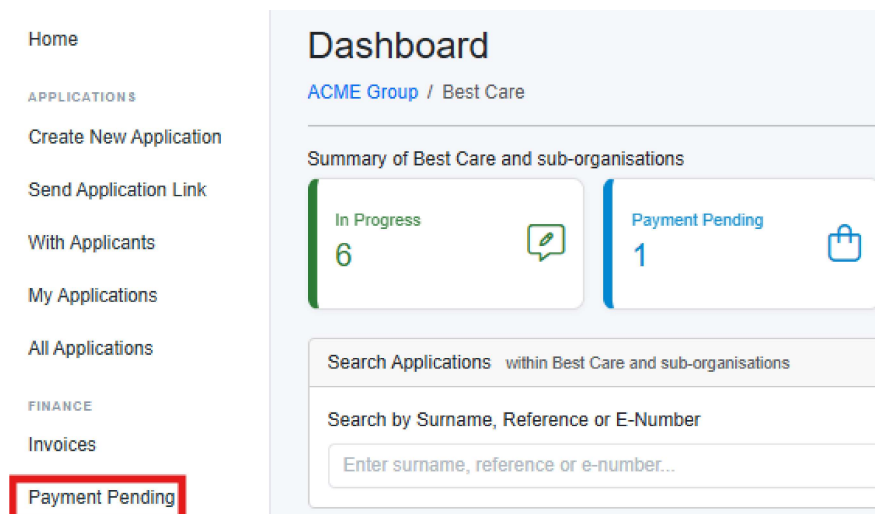 Home
APPLICATIONS
Create New Application
Send Application Link
With Applicants
My Applications
All Applications
FINANCE
Invoices
Payment Pending
Dashboard
ACME Group / Best Care
Summary of Best Care and sub-organisations
In Progress
6
Payment Pending
1
Search Applications within Best Care and sub-organisations
Search by Surname, Reference or E-Number
Enter surname, reference or e-number...